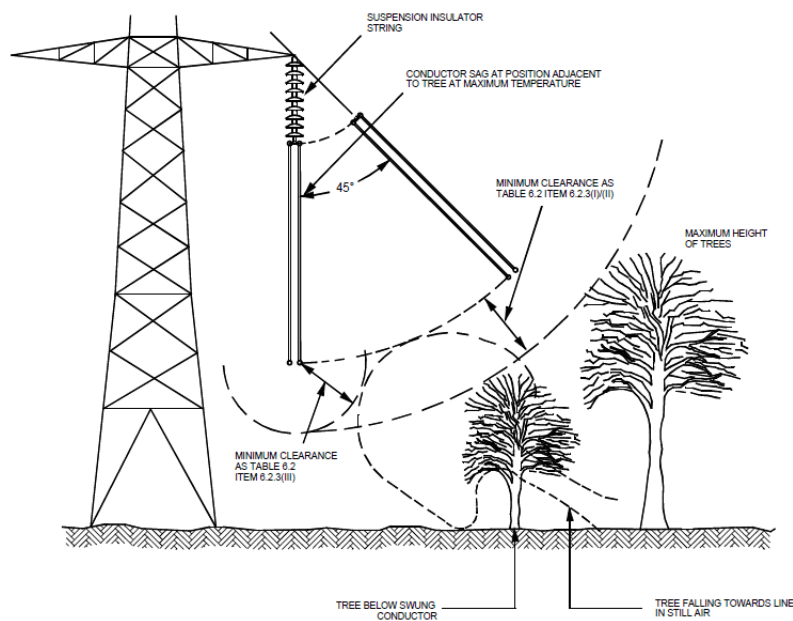 SUSPENSION INSULATOR
STRING
CONDUCTOR SAG AT POSITION ADJACENT
TO TREE AT MAXIMUM TEMPERATURE
45°
MINIMUM CLEARANCE AS
TABLE 6.2 ITEM 6.2.3(I)/(II)
MAXIMUM HEIGHT
OF TREES
MINIMUM CLEARANCE
AS TABLE 6.2
ITEM 6.2.3(III)
TREE BELOW SWUNG
CONDUCTOR
TREE FALLING TOWARDS LINE
IN STILL AIR